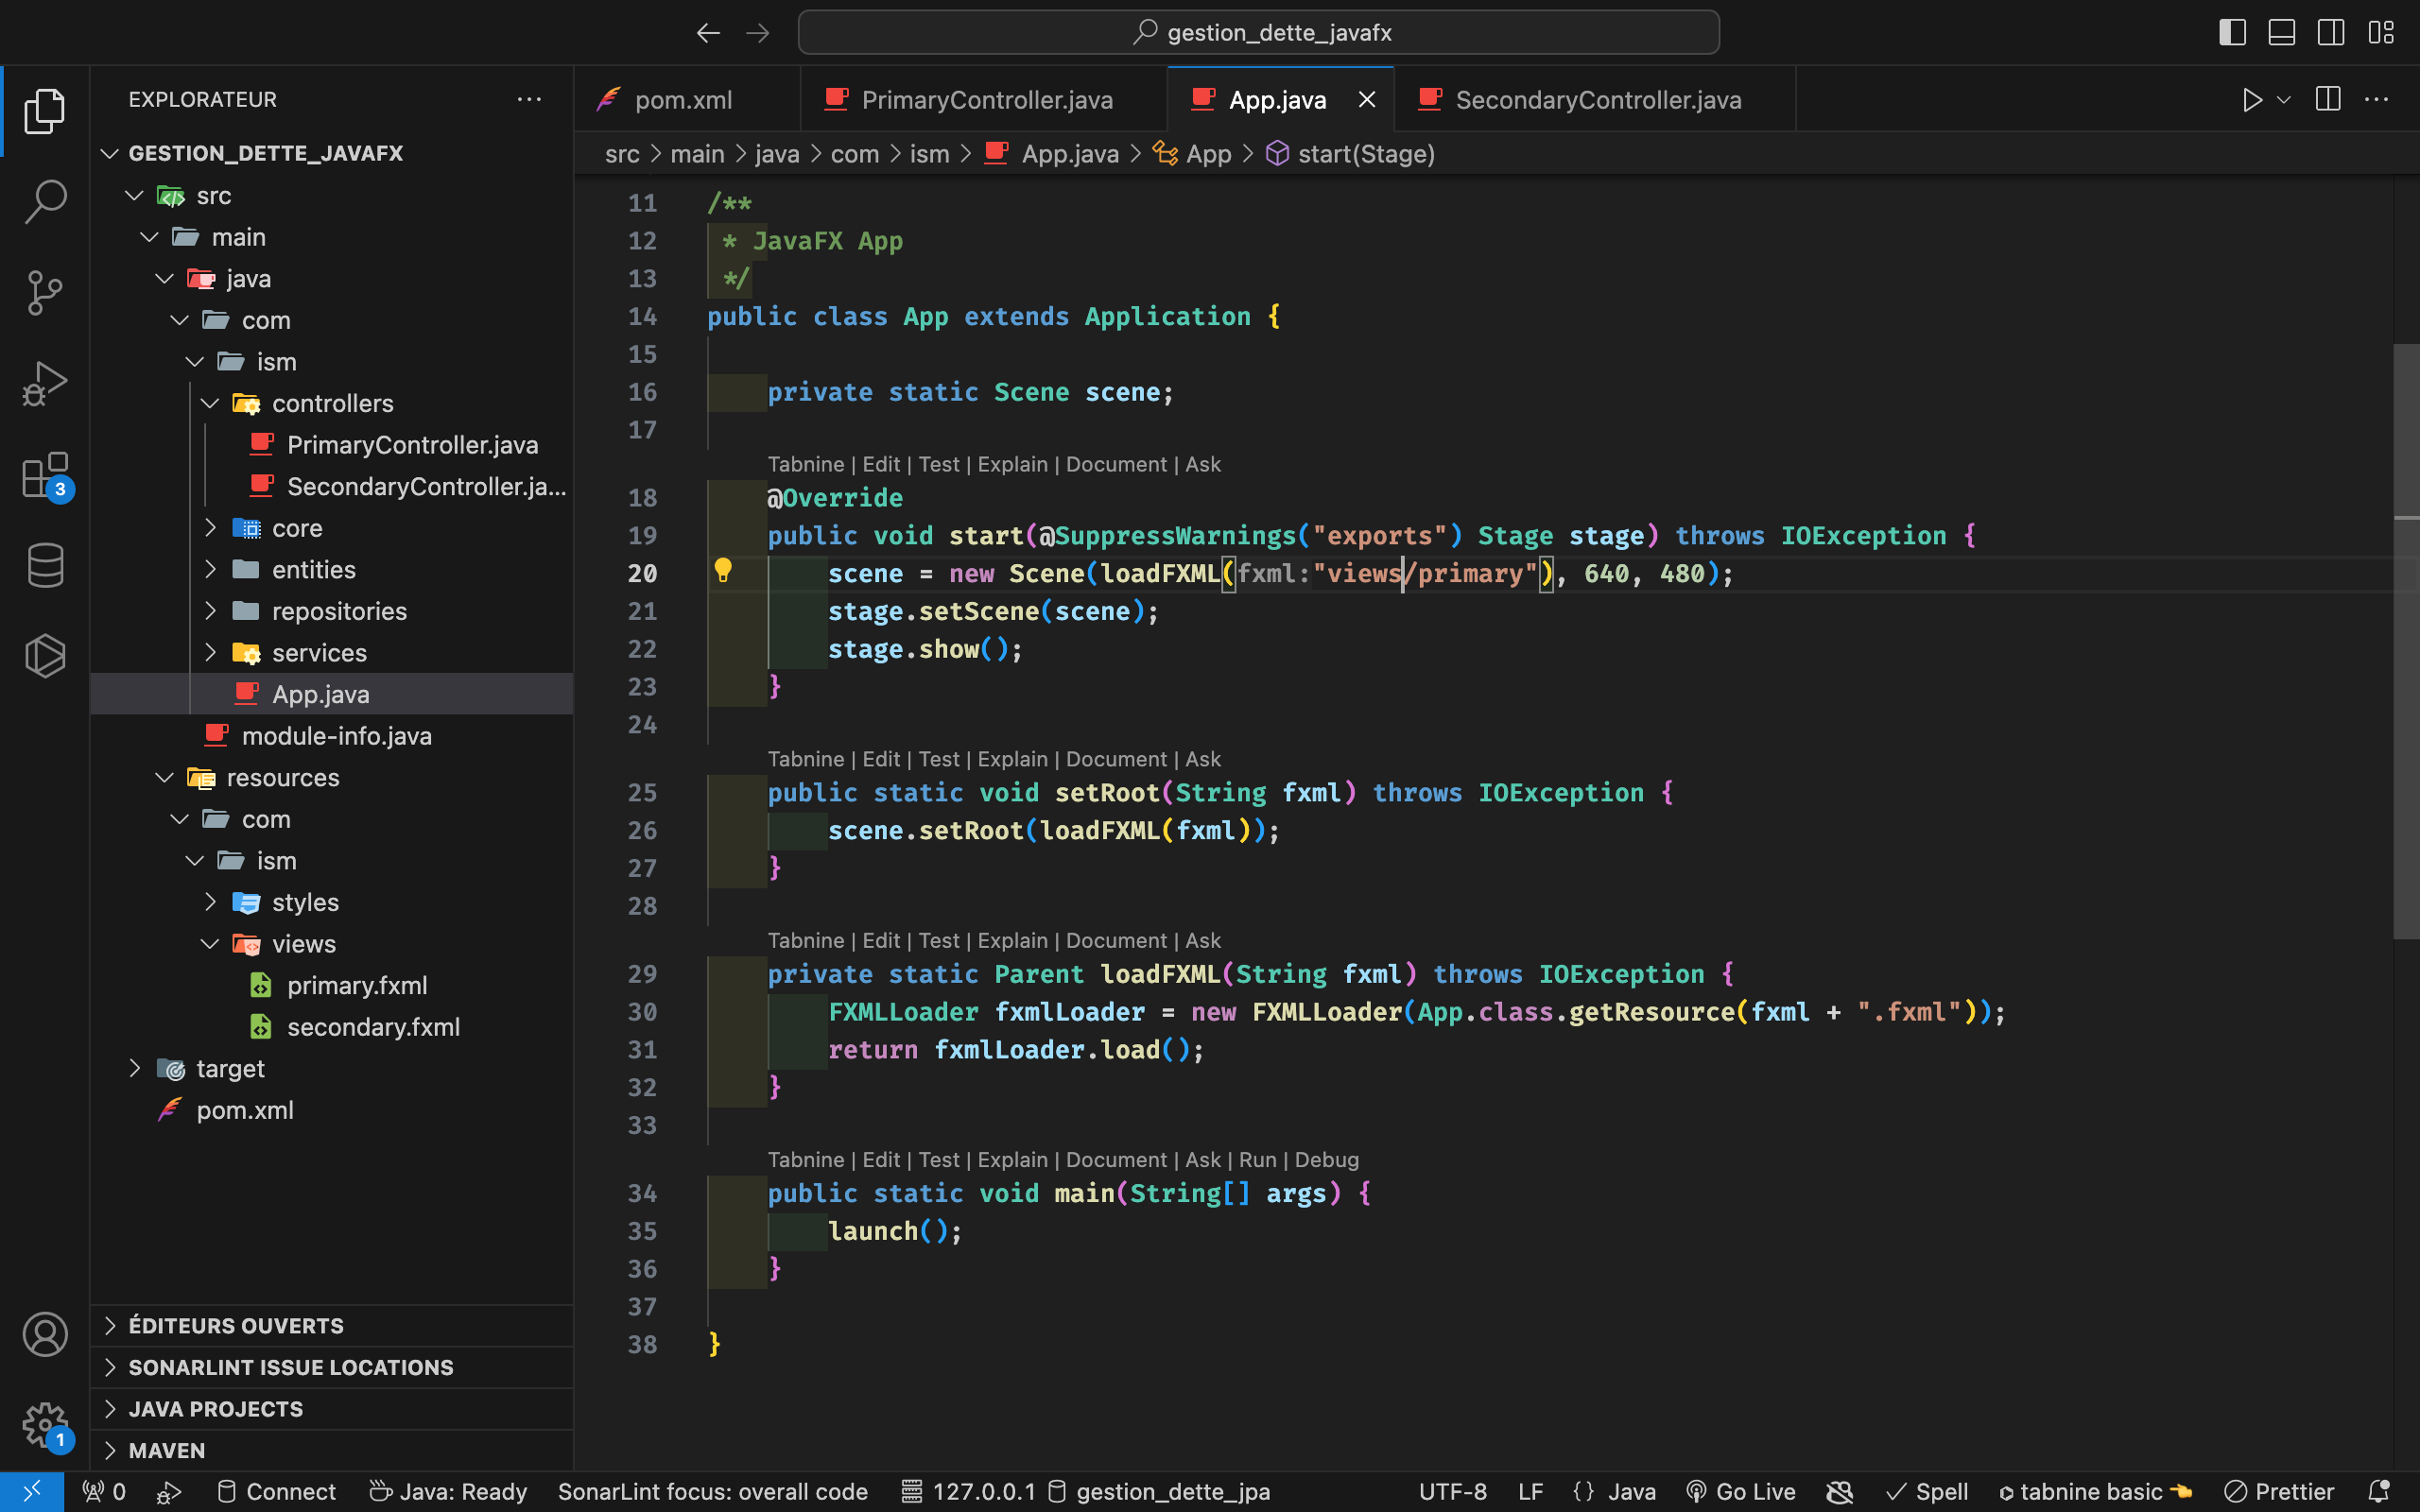 gestion_dette_javafx
EXPLORATEUR
GESTION_DETTE_JAVAFX
src
main
java
com
ism
controllers
PrimaryController.java
SecondaryController.ja...
core
entities
repositories
services
App.java
module-info.java
resources
com
ism
styles
views
primary.fxml
secondary.fxml
target
pom.xml
ÉDITEURS OUVERTS
SONARLINT ISSUE LOCATIONS
JAVA PROJECTS
MAVEN
3
1
pom.xml PrimaryController.java App.java SecondaryController.java
src > main > java > com > ism > App.java > App > start(Stage)
11 /**
12  * JavaFX App
13  */
14 public class App extends Application {
15
16     private static Scene scene;
17
Tabnine | Edit | Test | Explain | Document | Ask
18     @Override
19     public void start(@SuppressWarnings("exports") Stage stage) throws IOException {
20         scene = new Scene(loadFXML(fxml:"views/primary"), 640, 480);
21         stage.setScene(scene);
22         stage.show();
23     }
24
Tabnine | Edit | Test | Explain | Document | Ask
25     public static void setRoot(String fxml) throws IOException {
26         scene.setRoot(loadFXML(fxml));
27     }
28
Tabnine | Edit | Test | Explain | Document | Ask
29     private static Parent loadFXML(String fxml) throws IOException {
30         FXMLLoader fxmlLoader = new FXMLLoader(App.class.getResource(fxml + ".fxml"));
31         return fxmlLoader.load();
32     }
33
Tabnine | Edit | Test | Explain | Document | Ask | Run | Debug
34     public static void main(String[] args) {
35         launch();
36     }
37
38 }
0 Connect Java: Ready SonarLint focus: overall code 127.0.0.1 gestion_dette_jpa UTF-8 LF {} Java Go Live Spell tabnine basic Prettier